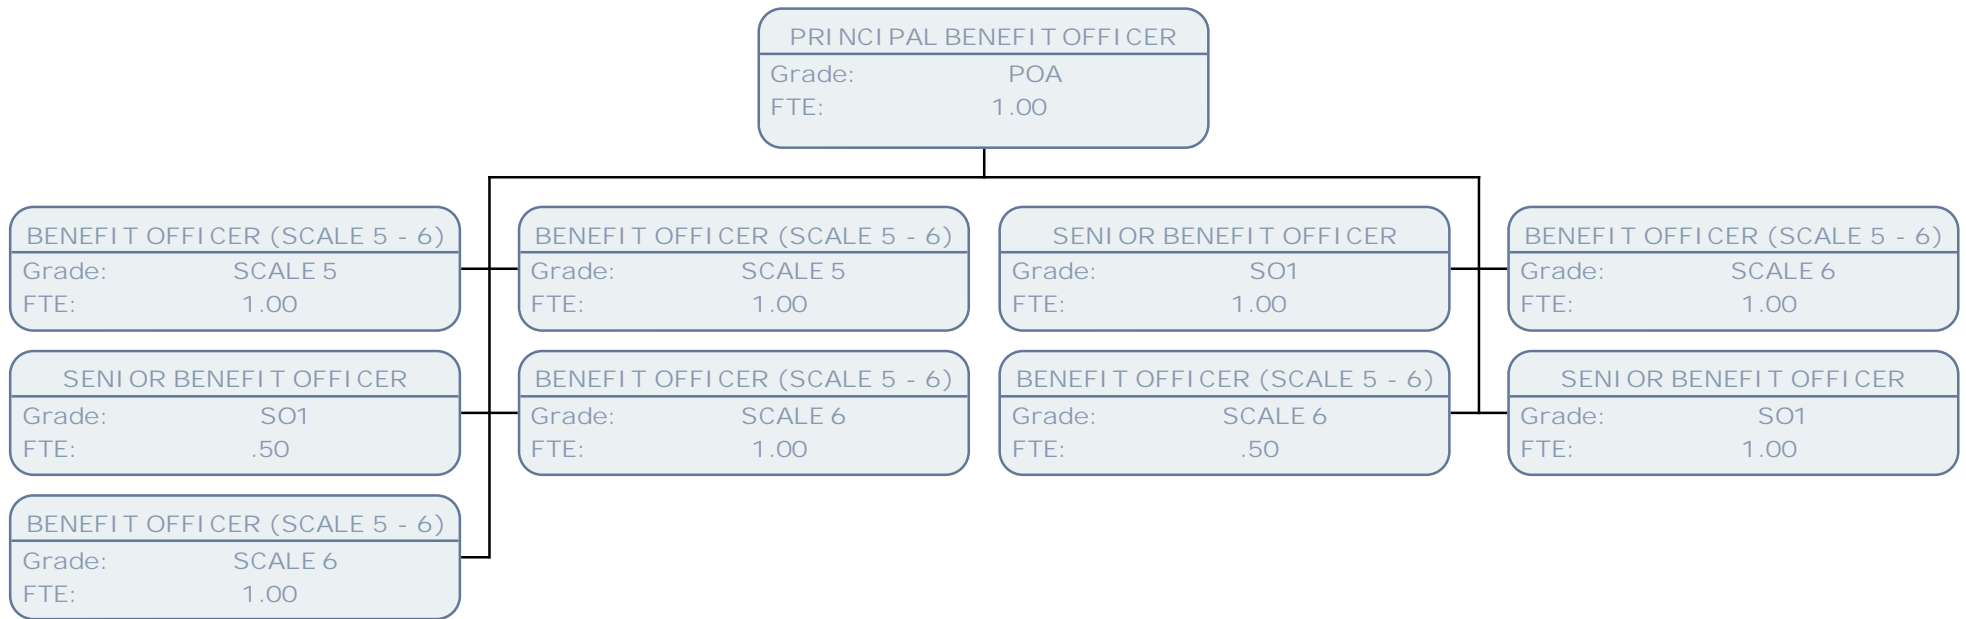 PRINCIPAL BENEFIT OFFICER
Grade: POA
FTE: 1.00
BENEFIT OFFICER (SCALE 5 - 6)
Grade: SCALE 5
FTE: 1.00
BENEFIT OFFICER (SCALE 5 - 6)
Grade: SCALE 5
FTE: 1.00
SENIOR BENEFIT OFFICER
Grade: SO1
FTE: 1.00
BENEFIT OFFICER (SCALE 5 - 6)
Grade: SCALE 6
FTE: 1.00
SENIOR BENEFIT OFFICER
Grade: SO1
FTE: .50
BENEFIT OFFICER (SCALE 5 - 6)
Grade: SCALE 6
FTE: 1.00
BENEFIT OFFICER (SCALE 5 - 6)
Grade: SCALE 6
FTE: .50
SENIOR BENEFIT OFFICER
Grade: SO1
FTE: 1.00
BENEFIT OFFICER (SCALE 5 - 6)
Grade: SCALE 6
FTE: 1.00